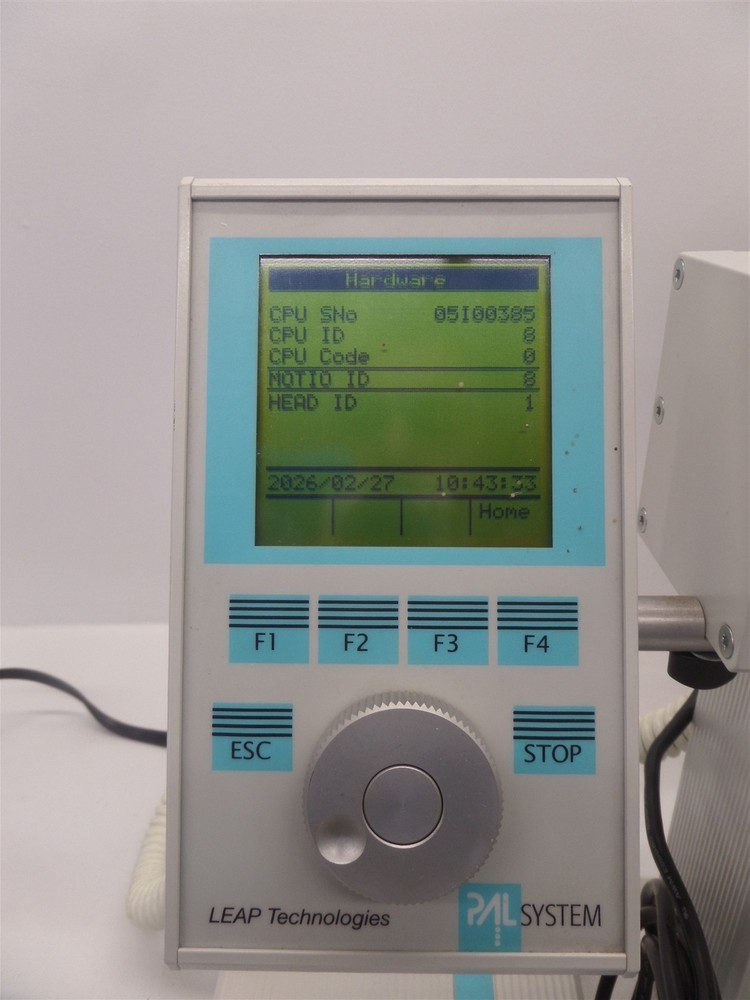 Hardware
CPU SNo 05I00385
CPU ID 8
CPU Code 0
MOTIO ID 8
HEAD ID 1
2026/02/27 10:43:33
Home
F1 F2 F3 F4
ESC STOP
LEAP Technologies PAL SYSTEM